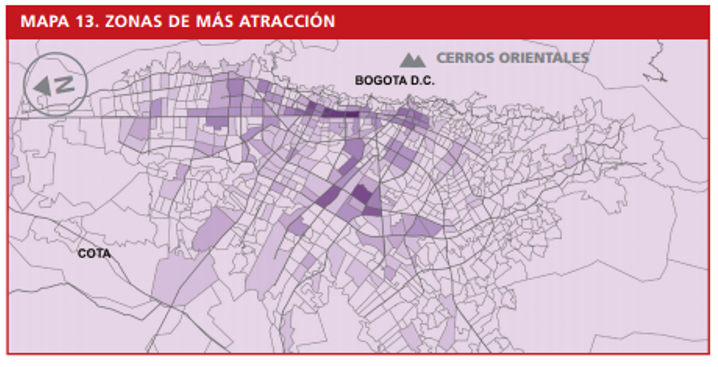 MAPA 13. ZONAS DE MÁS ATRACCIÓN
CERROS ORIENTALES
BOGOTA D.C.
N
COTA